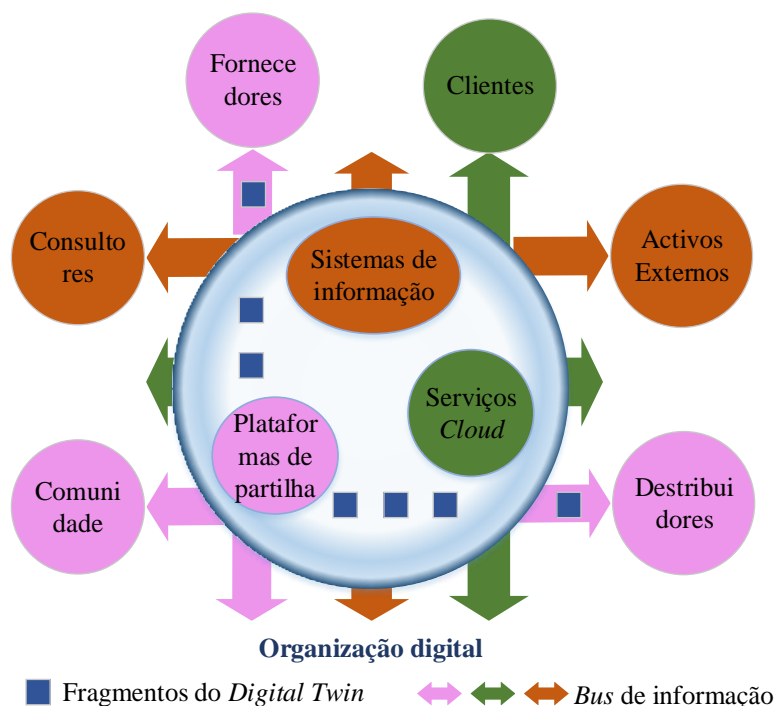 Fornece
dores
Clientes
Consulto
res
Sistemas de
informação
Activos
Externos
Serviços
Cloud
Platafor
mas de
partilha
Comuni
dade
Destribui
dores
Organização digital
Fragmentos do Digital Twin
Bus de informação